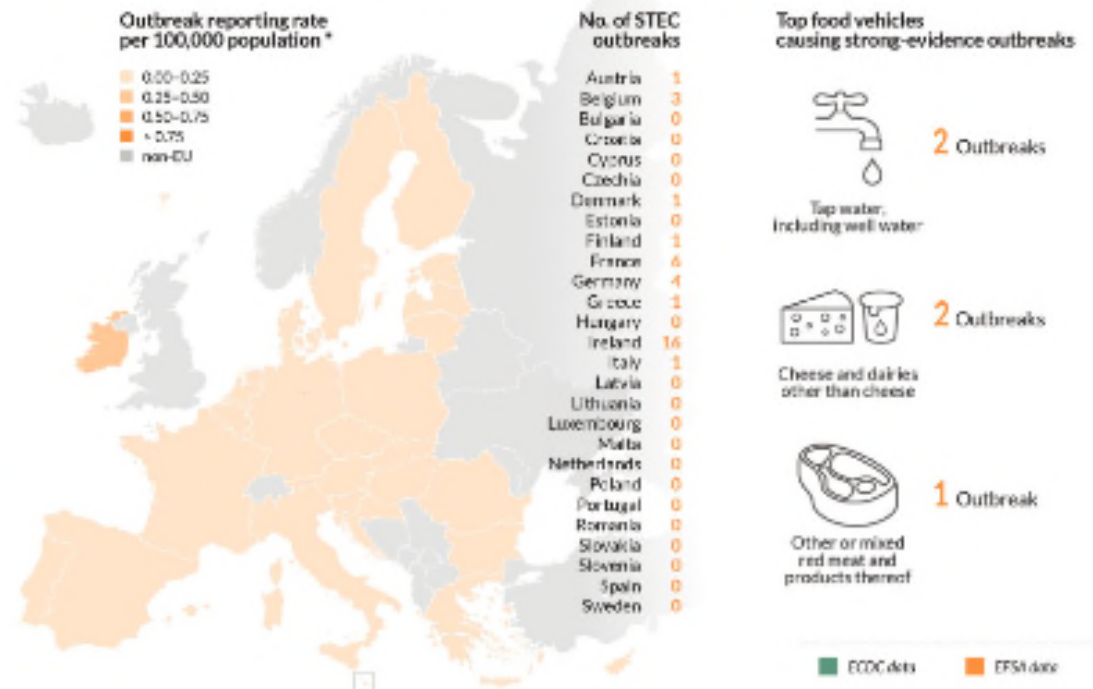 Outbreak reporting rate
per 100,000 population *
0.00-0.25
0.25-0.50
0.50-0.75
> 0.75
non-EU
No. of STEC
outbreaks
Austria 1
Belgium 3
Bulgaria 0
Croatia 0
Cyprus 0
Czechia 0
Denmark 1
Estonia 0
Finland 1
France 6
Germany 4
Greece 1
Hungary 0
Ireland 16
Italy 1
Latvia 0
Lithuania 0
Luxembourg 0
Malta 0
Netherlands 0
Poland 0
Portugal 0
Romania 0
Slovakia 0
Slovenia 0
Spain 0
Sweden 0
Top food vehicles
causing strong-evidence outbreaks
2 Outbreaks
Tap water,
including well water
2 Outbreaks
Cheese and dairies
other than cheese
1 Outbreak
Other or mixed
red meat and
products thereof
ECDC data
EFSA data